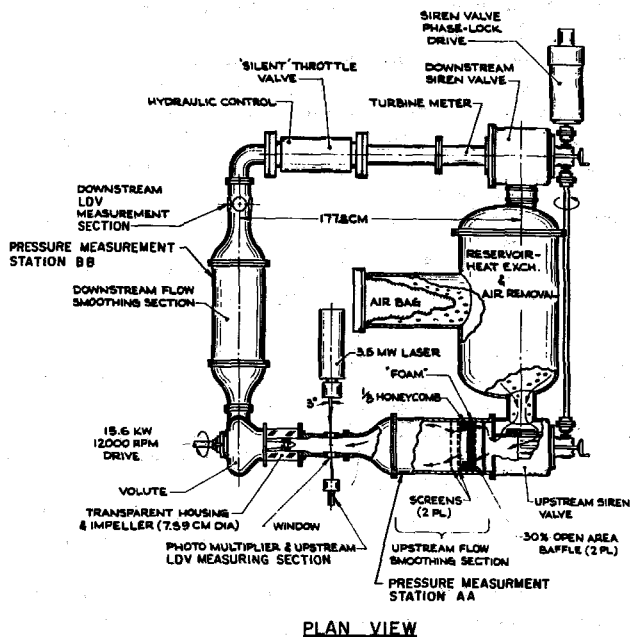 SIREN VALVE
PHASE-LOCK
DRIVE
'SILENT' THROTTLE
VALVE
DOWNSTREAM
SIREN VALVE
HYDRAULIC CONTROL
TURBINE METER
DOWNSTREAM
LDV
MEASUREMENT
SECTION
177.8CM
PRESSURE MEASUREMENT
STATION BB
RESERVOIR-
HEAT EXCH.
&
AIR REMOVAL
DOWNSTREAM FLOW
SMOOTHING SECTION
AIR BAG
3.5 MW LASER
"FOAM"
1/8 HONEYCOMB
3°
15.6 KW
12000 RPM
DRIVE
VOLUTE
TRANSPARENT HOUSING
& IMPELLER (7.59 CM DIA)
WINDOW
SCREENS
(2 PL)
UPSTREAM SIREN
VALVE
PHOTO MULTIPLIER & UPSTREAM
LDV MEASURING SECTION
UPSTREAM FLOW
SMOOTHING SECTION
30% OPEN AREA
BAFFLE (2 PL)
PRESSURE MEASURMENT
STATION AA
PLAN VIEW